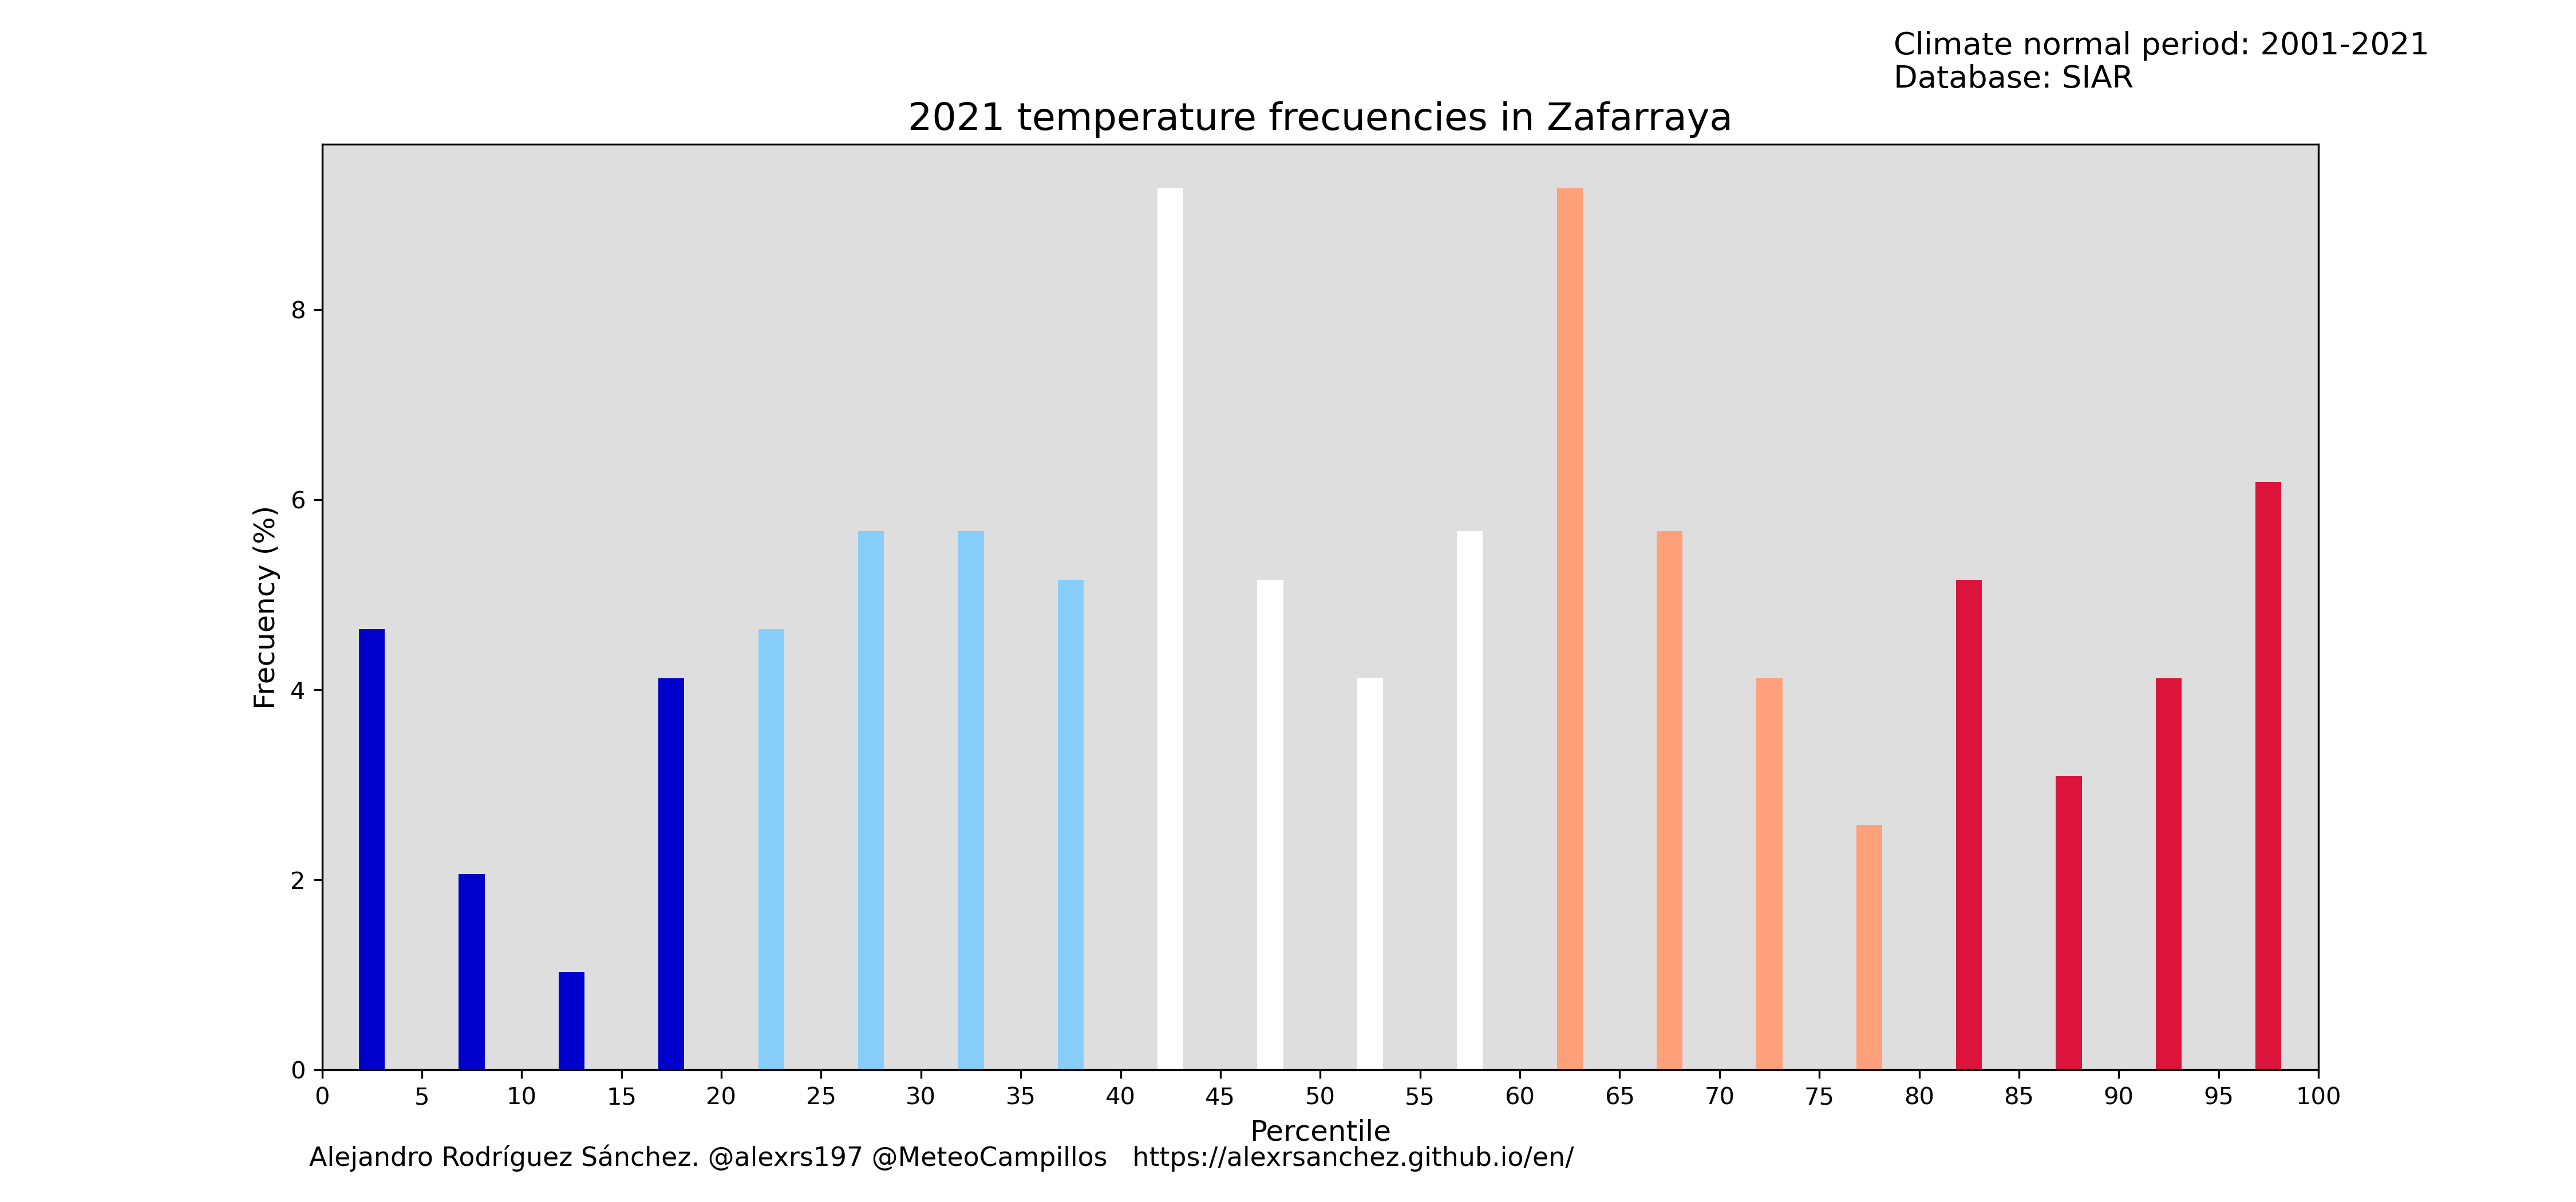 Climate normal period: 2001-2021
Database: SIAR
2021 temperature frecuencies in Zafarraya
Frecuency (%)
8
6
4
2
0
0 5 10 15 20 25 30 35 40 45 50 55 60 65 70 75 80 85 90 95 100
Percentile
Alejandro Rodríguez Sánchez. @alexrs197 @MeteoCampillos https://alexrsanchez.github.io/en/